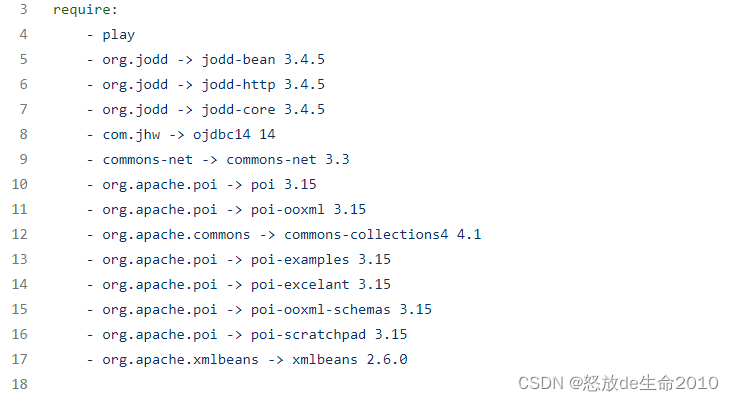 3 require:
4 - play
5 - org.jodd -> jodd-bean 3.4.5
6 - org.jodd -> jodd-http 3.4.5
7 - org.jodd -> jodd-core 3.4.5
8 - com.jhw -> ojdbc14 14
9 - commons-net -> commons-net 3.3
10 - org.apache.poi -> poi 3.15
11 - org.apache.poi -> poi-ooxml 3.15
12 - org.apache.commons -> commons-collections4 4.1
13 - org.apache.poi -> poi-examples 3.15
14 - org.apache.poi -> poi-excelant 3.15
15 - org.apache.poi -> poi-ooxml-schemas 3.15
16 - org.apache.poi -> poi-scratchpad 3.15
17 - org.apache.xmlbeans -> xmlbeans 2.6.0
18
CSDN @怒放de生命2010